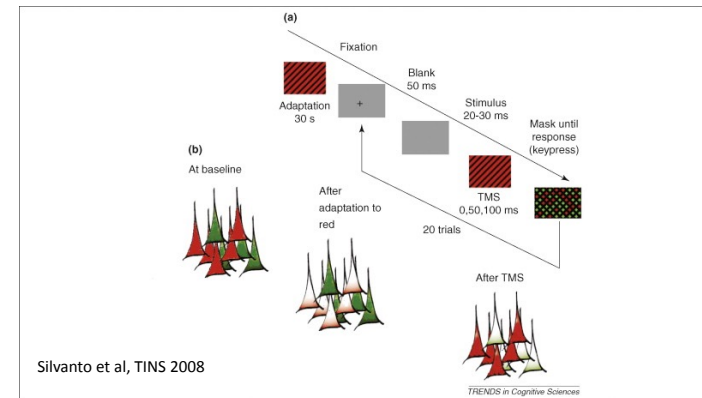 (a)
Fixation
Blank
50 ms
Adaptation
30 s
Stimulus
20-30 ms
Mask until
response
(keypress)
TMS
0,50,100 ms
20 trials
(b)
At baseline
After
adaptation to
red
After TMS
Silvanto et al, TINS 2008
TRENDS in Cognitive Sciences